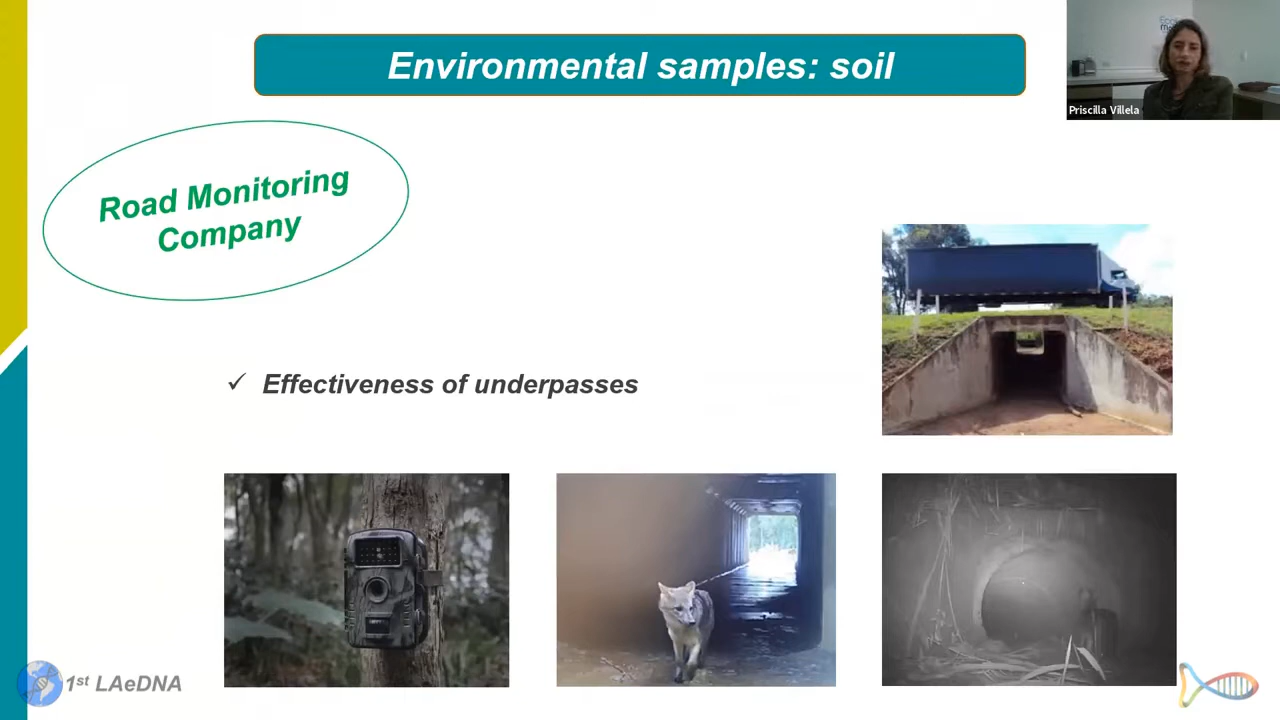 Environmental samples: soil
Priscilla Villela
Road Monitoring
Company
✓ Effectiveness of underpasses
1st LAeDNA